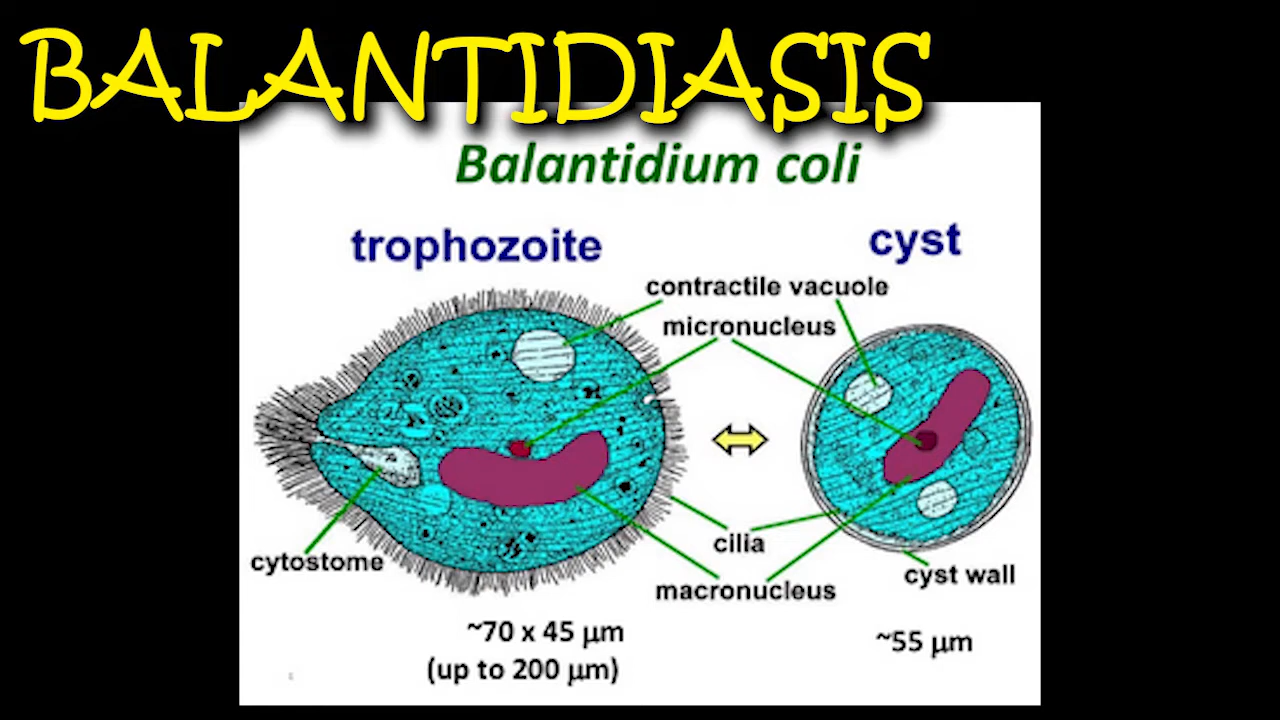 BALANTIDIASIS
Balantidium coli
trophozoite
cyst
contractile vacuole
micronucleus
cilia
cytostome
macronucleus
cyst wall
~70 x 45 µm
(up to 200 µm)
~55 µm